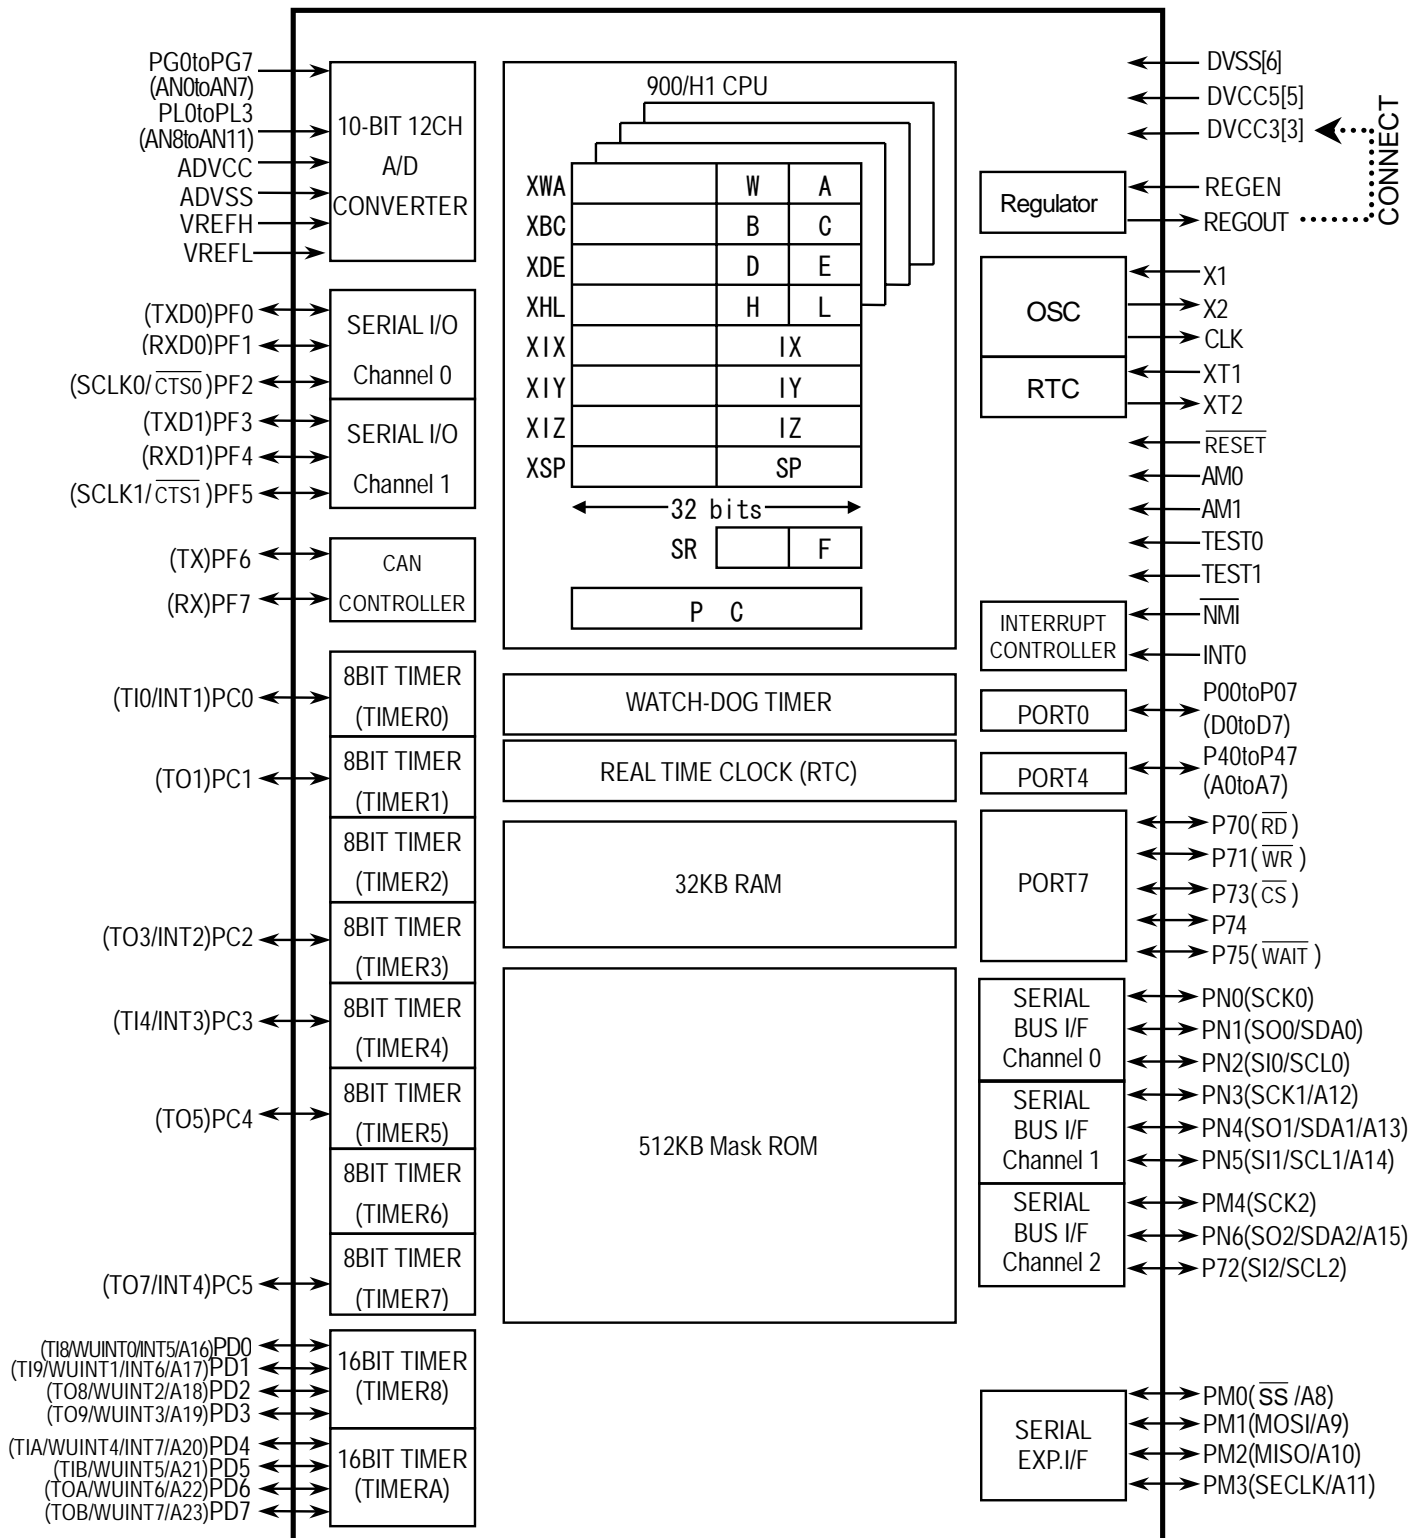 PG0toPG7
(AN0toAN7)
PL0toPL3
(AN8toAN11)
ADVCC
ADVSS
VREFH
VREFL
10-BIT 12CH
A/D
CONVERTER
(TXD0)PF0
(RXD0)PF1
(SCLK0/CTS0)PF2
SERIAL I/O
Channel 0
(TXD1)PF3
(RXD1)PF4
(SCLK1/CTS1)PF5
SERIAL I/O
Channel 1
(TX)PF6
(RX)PF7
CAN
CONTROLLER
(TI0/INT1)PC0
8BIT TIMER
(TIMER0)
(TO1)PC1
8BIT TIMER
(TIMER1)
8BIT TIMER
(TIMER2)
(TO3/INT2)PC2
8BIT TIMER
(TIMER3)
(TI4/INT3)PC3
8BIT TIMER
(TIMER4)
(TO5)PC4
8BIT TIMER
(TIMER5)
8BIT TIMER
(TIMER6)
(TO7/INT4)PC5
8BIT TIMER
(TIMER7)
(TI8/WUINT0/INT5/A16)PD0
(TI9/WUINT1/INT6/A17)PD1
(TO8/WUINT2/A18)PD2
(TO9/WUINT3/A19)PD3
16BIT TIMER
(TIMER8)
(TIA/WUINT4/INT7/A20)PD4
(TIB/WUINT5/A21)PD5
(TOA/WUINT6/A22)PD6
(TOB/WUINT7/A23)PD7
16BIT TIMER
(TIMERA)
900/H1 CPU
XWA W A
XBC B C
XDE D E
XHL H L
XIX IX
XIY IY
XIZ IZ
XSP SP
32 bits
SR F
P C
WATCH-DOG TIMER
REAL TIME CLOCK (RTC)
32KB RAM
512KB Mask ROM
DVSS[6]
DVCC5[5]
DVCC3[3]
CONNECT
Regulator
REGEN
REGOUT
OSC
X1
X2
CLK
RTC
XT1
XT2
RESET
AM0
AM1
TEST0
TEST1
INTERRUPT
CONTROLLER
NMI
INT0
PORT0
P00toP07
(D0toD7)
PORT4
P40toP47
(A0toA7)
PORT7
P70(RD)
P71(WR)
P73(CS)
P74
P75(WAIT)
SERIAL
BUS I/F
Channel 0
PN0(SCK0)
PN1(SO0/SDA0)
PN2(SI0/SCL0)
SERIAL
BUS I/F
Channel 1
PN3(SCK1/A12)
PN4(SO1/SDA1/A13)
PN5(SI1/SCL1/A14)
SERIAL
BUS I/F
Channel 2
PM4(SCK2)
PN6(SO2/SDA2/A15)
P72(SI2/SCL2)
SERIAL
EXP.I/F
PM0(SS/A8)
PM1(MOSI/A9)
PM2(MISO/A10)
PM3(SECLK/A11)